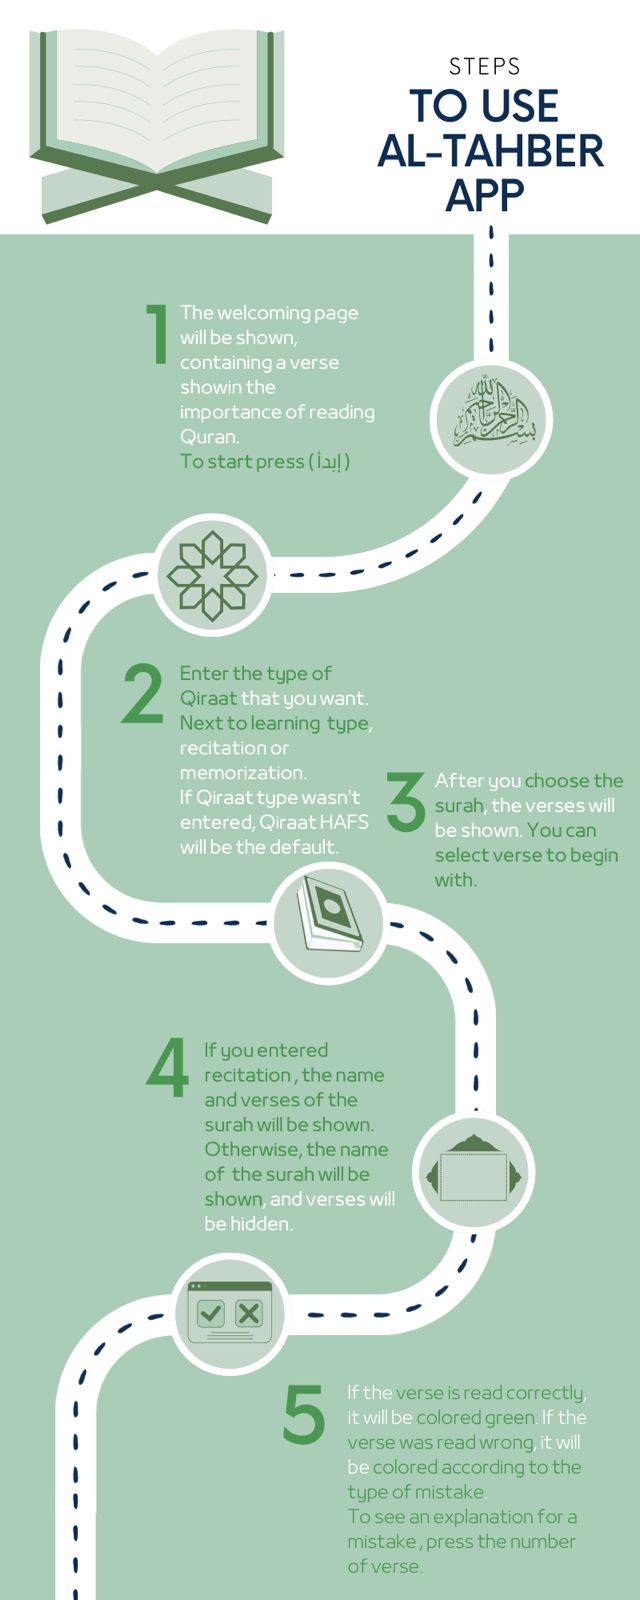 STEPS
TO USE
AL-TAHBER
APP
1
The welcoming page
will be shown,
containing a verse
showin the
importance of reading
Quran.
To start press ( إبدأ )
بسم الله الرحمن الرحيم
2
Enter the type of
Qiraat that you want.
Next to learning type,
recitation or
memorization.
If Qiraat type wasn't
entered, Qiraat HAFS
will be the default.
3
After you choose the
surah, the verses will
be shown. You can
select verse to begin
with.
4
If you entered
recitation , the name
and verses of the
surah will be shown.
Otherwise, the name
of the surah will be
shown, and verses will
be hidden.
5
If the verse is read correctly,
it will be colored green. If the
verse was read wrong, it will
be colored according to the
type of mistake.
To see an explanation for a
mistake , press the number
of verse.